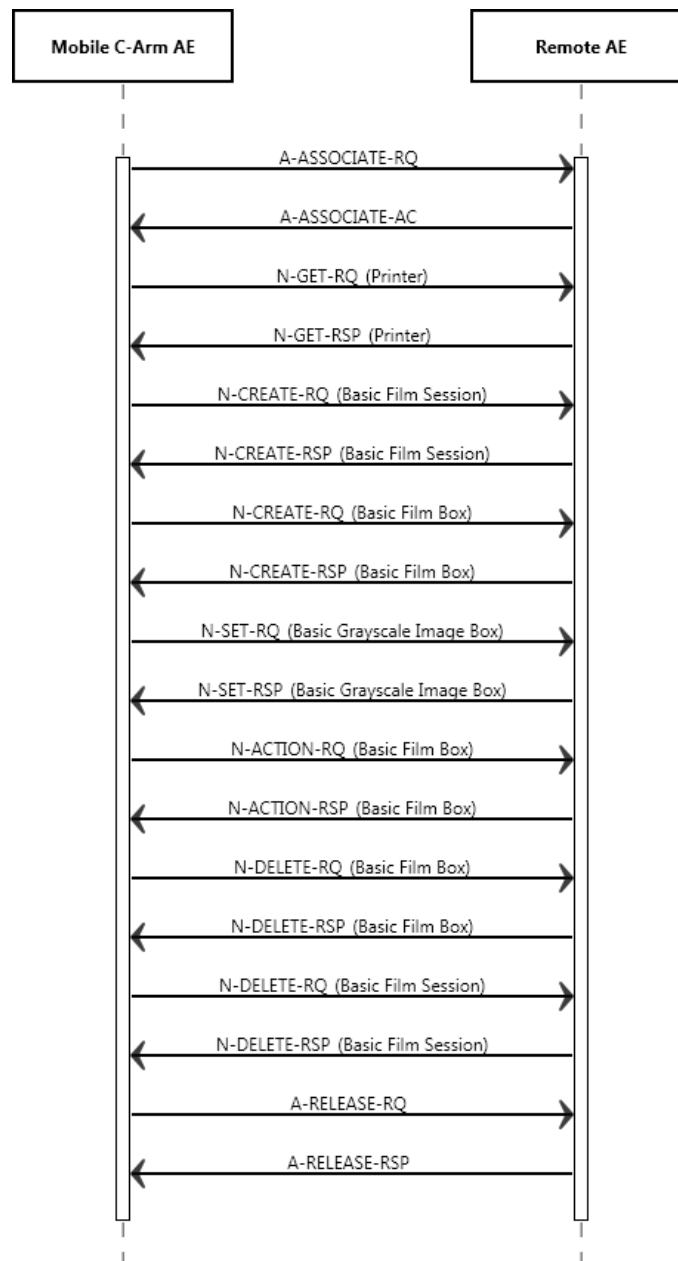 Mobile C-Arm AE
Remote AE
A-ASSOCIATE-RQ
A-ASSOCIATE-AC
N-GET-RQ (Printer)
N-GET-RSP (Printer)
N-CREATE-RQ (Basic Film Session)
N-CREATE-RSP (Basic Film Session)
N-CREATE-RQ (Basic Film Box)
N-CREATE-RSP (Basic Film Box)
N-SET-RQ (Basic Grayscale Image Box)
N-SET-RSP (Basic Grayscale Image Box)
N-ACTION-RQ (Basic Film Box)
N-ACTION-RSP (Basic Film Box)
N-DELETE-RQ (Basic Film Box)
N-DELETE-RSP (Basic Film Box)
N-DELETE-RQ (Basic Film Session)
N-DELETE-RSP (Basic Film Session)
A-RELEASE-RQ
A-RELEASE-RSP